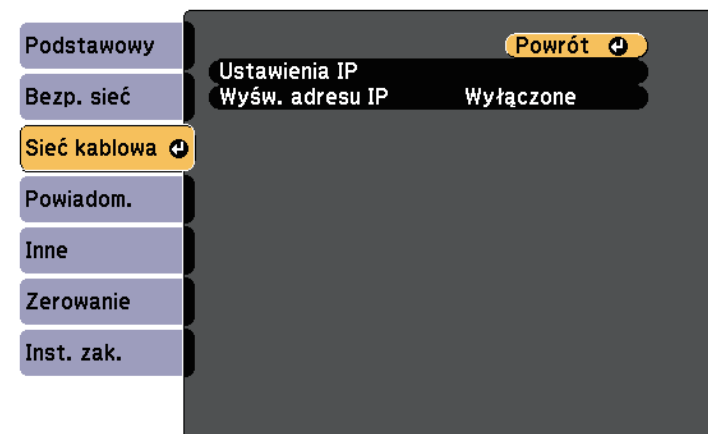 Podstawowy
Bezp. sieć
Sieć kablowa
Powiadom.
Inne
Zerowanie
Inst. zak.
Powrót
Ustawienia IP
Wyśw. adresu IP Wyłączone